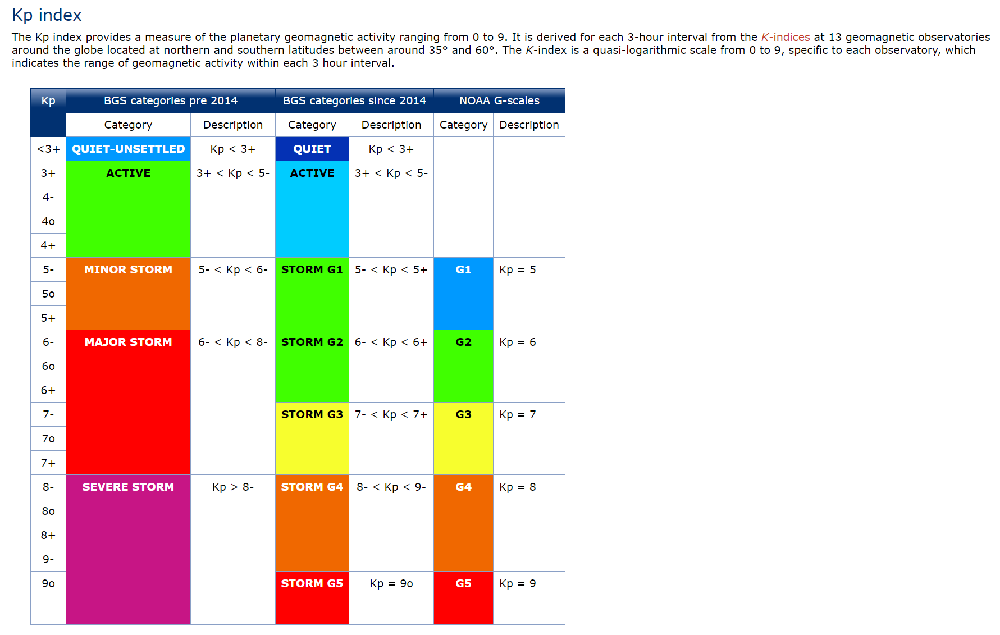 Kp index
The Kp index provides a measure of the planetary geomagnetic activity ranging from 0 to 9. It is derived for each 3-hour interval from the K-indices at 13 geomagnetic observatories
around the globe located at northern and southern latitudes between around 35° and 60°. The K-index is a quasi-logarithmic scale from 0 to 9, specific to each observatory, which
indicates the range of geomagnetic activity within each 3 hour interval.
Kp BGS categories pre 2014 BGS categories since 2014 NOAA G-scales
Category Description Category Description Category Description
<3+ QUIET-UNSETTLED Kp < 3+ QUIET Kp < 3+
3+ ACTIVE 3+ < Kp < 5- ACTIVE 3+ < Kp < 5-
4-
4o
4+
5- MINOR STORM 5- < Kp < 6- STORM G1 5- < Kp < 5+ G1 Kp = 5
5o
5+
6- MAJOR STORM 6- < Kp < 8- STORM G2 6- < Kp < 6+ G2 Kp = 6
6o
6+
7- STORM G3 7- < Kp < 7+ G3 Kp = 7
7o
7+
8- SEVERE STORM Kp > 8- STORM G4 8- < Kp < 9- G4 Kp = 8
8o
8+
9-
9o STORM G5 Kp = 9o G5 Kp = 9